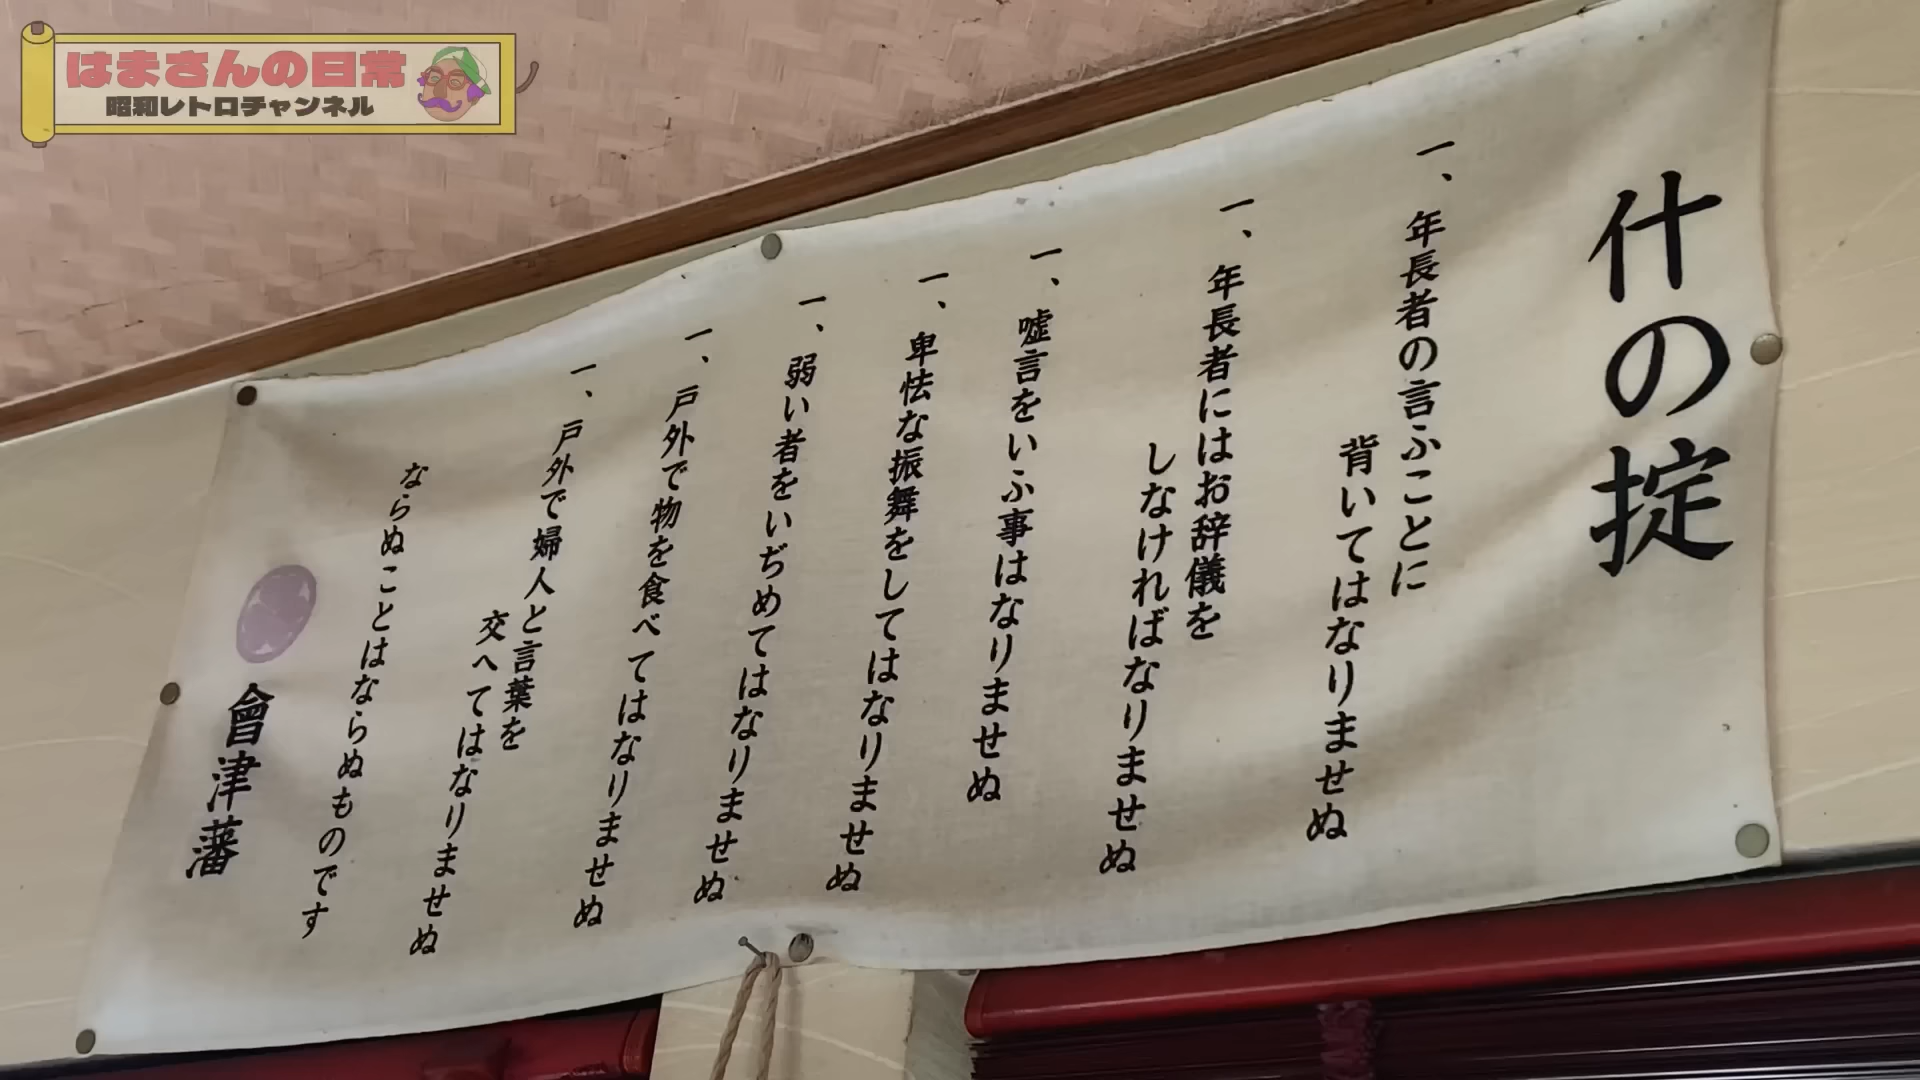 はまさんの日常
昭和レトロチャンネル
什の掟
一、年長者の言ふことに
背いてはなりませぬ
一、年長者にはお辞儀を
しなければなりませぬ
一、嘘言をいふ事はなりませぬ
一、卑怯な振舞をしてはなりませぬ
一、弱い者をいぢめてはなりませぬ
一、戸外で物を食べてはなりませぬ
一、戸外で婦人と言葉を
交へてはなりませぬ
ならぬことはならぬものです
會津藩